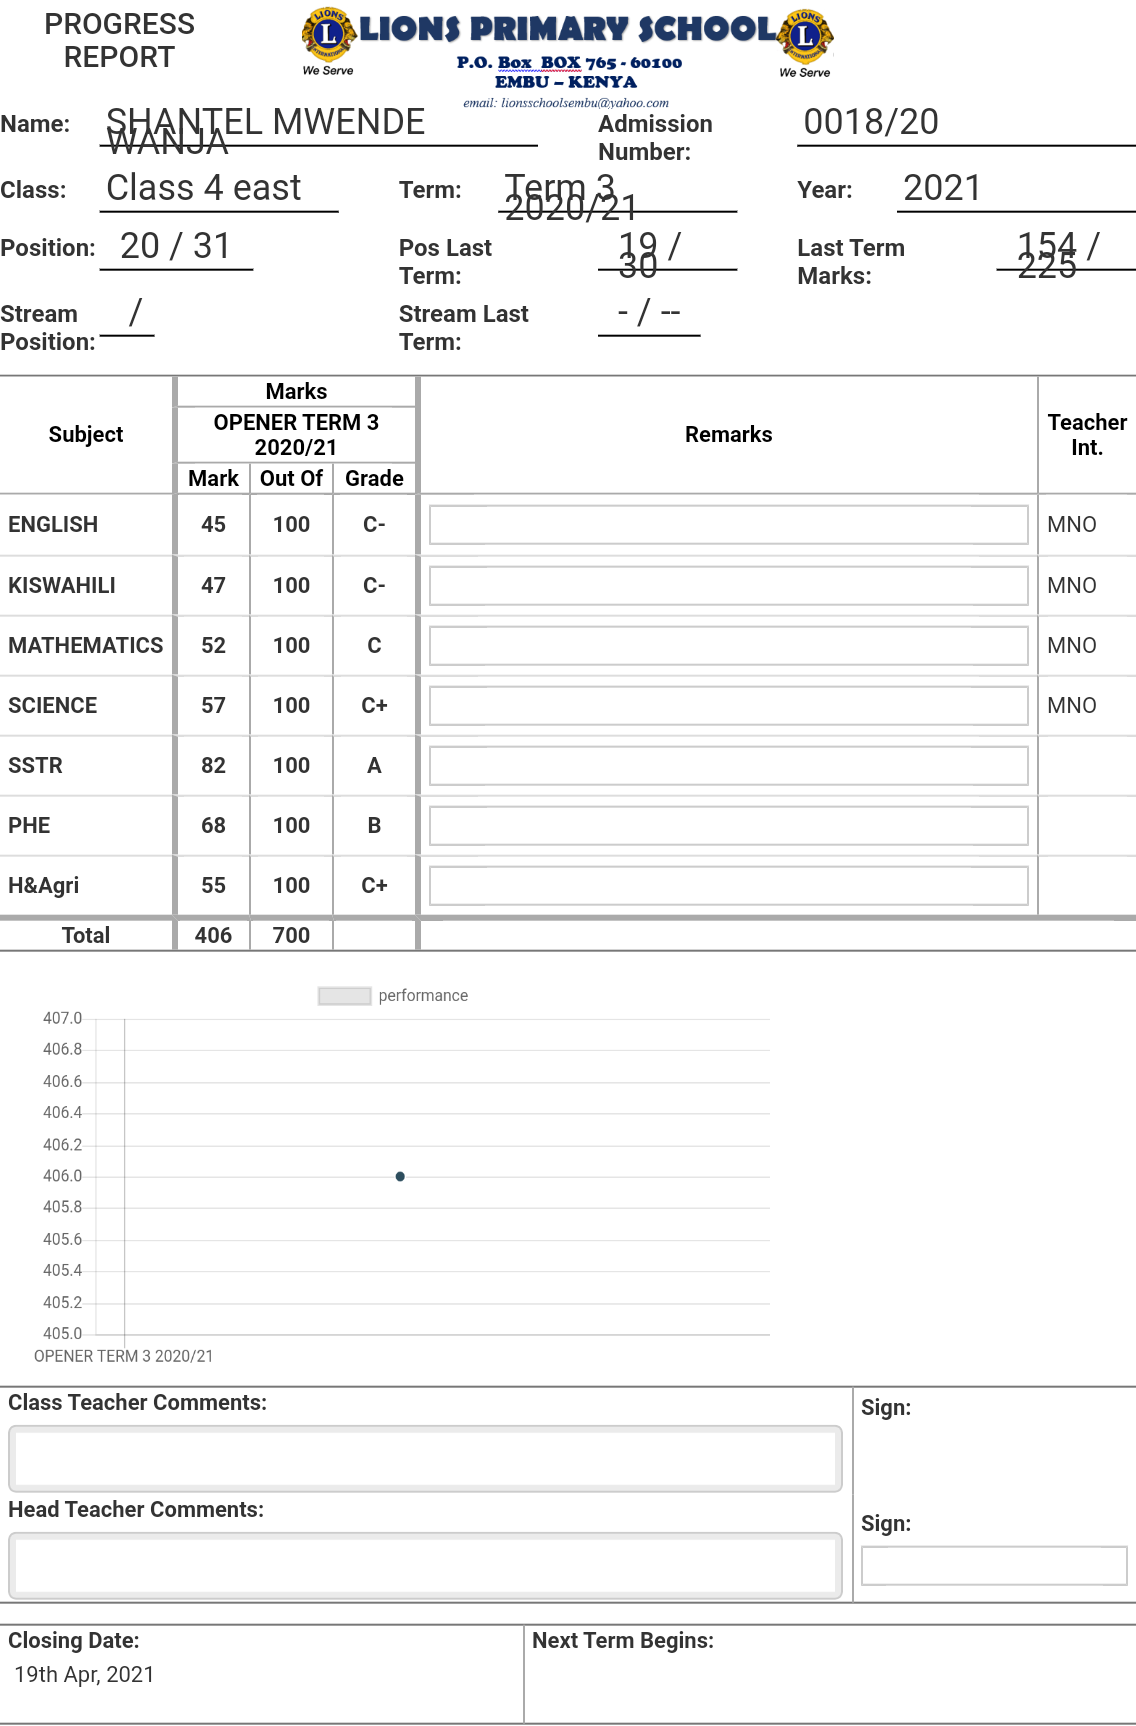 PROGRESS
REPORT
LIONS PRIMARY SCHOOL
LIONS
L
INTERNATIONAL
We Serve
LIONS
L
INTERNATIONAL
We Serve
P.O. Box BOX 765 - 60100
EMBU – KENYA
email: lionsschoolsembu@yahoo.com
Name: SHANTEL MWENDE
WANJA
Admission
Number: 0018/20
Class: Class 4 east
Term: Term 3
2020/21
Year: 2021
Position: 20 / 31
Pos Last
Term: 19 /
30
Last Term
Marks: 154 /
225
Stream
Position: /
Stream Last
Term: - / --
Subject
Marks
OPENER TERM 3
2020/21
Mark Out Of Grade
Remarks
Teacher
Int.
ENGLISH 45 100 C- MNO
KISWAHILI 47 100 C- MNO
MATHEMATICS 52 100 C MNO
SCIENCE 57 100 C+ MNO
SSTR 82 100 A
PHE 68 100 B
H&Agri 55 100 C+
Total 406 700
performance
407.0
406.8
406.6
406.4
406.2
406.0
405.8
405.6
405.4
405.2
405.0
OPENER TERM 3 2020/21
Class Teacher Comments:
Sign:
Head Teacher Comments:
Sign:
Closing Date:
19th Apr, 2021
Next Term Begins: